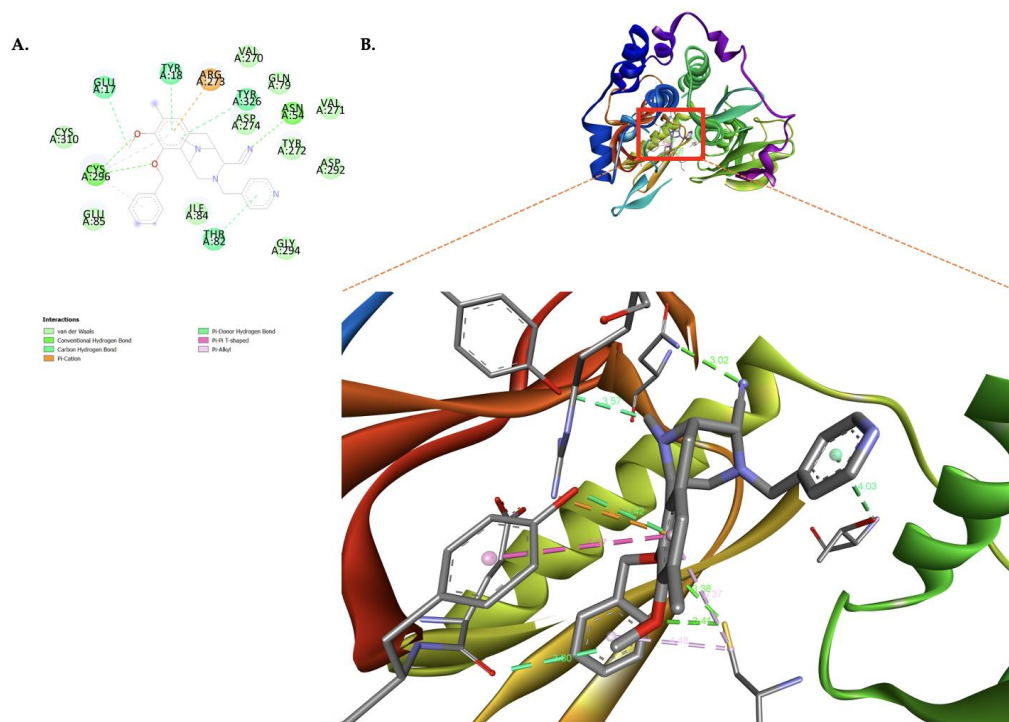 A.
B.
VAL
A:270
TYR
A:18
ARG
A:273
GLN
A:79
GLU
A:17
TYR
A:326
ASN
A:54
VAL
A:271
ASP
A:274
CYS
A:310
TYR
A:272
ASP
A:292
CYS
A:296
GLU
A:85
ILE
A:84
THR
A:82
GLY
A:294
N
N
N
N
O
O
Interactions
van der Waals
Conventional Hydrogen Bond
Carbon Hydrogen Bond
Pi-Cation
Pi-Donor Hydrogen Bond
Pi-Pi T-shaped
Pi-Alkyl
3.02
3.57
4.03